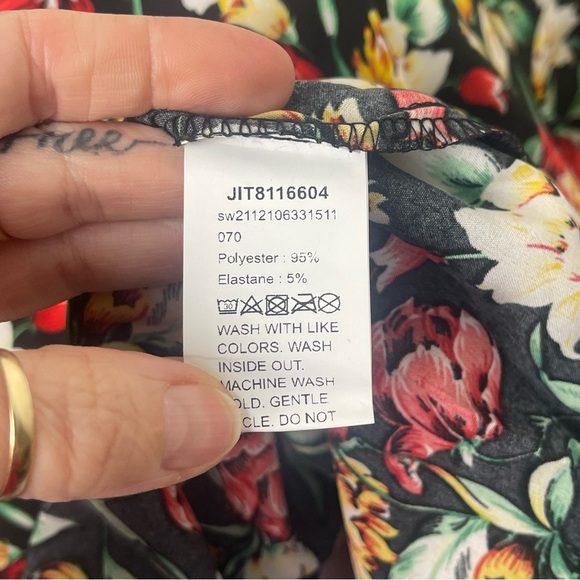 JIT8116604
sw2112106331511
070
Polyester : 95%
Elastane : 5%
30
WASH WITH LIKE
COLORS. WASH
INSIDE OUT.
MACHINE WASH
OLD. GENTLE
CLE. DO NOT